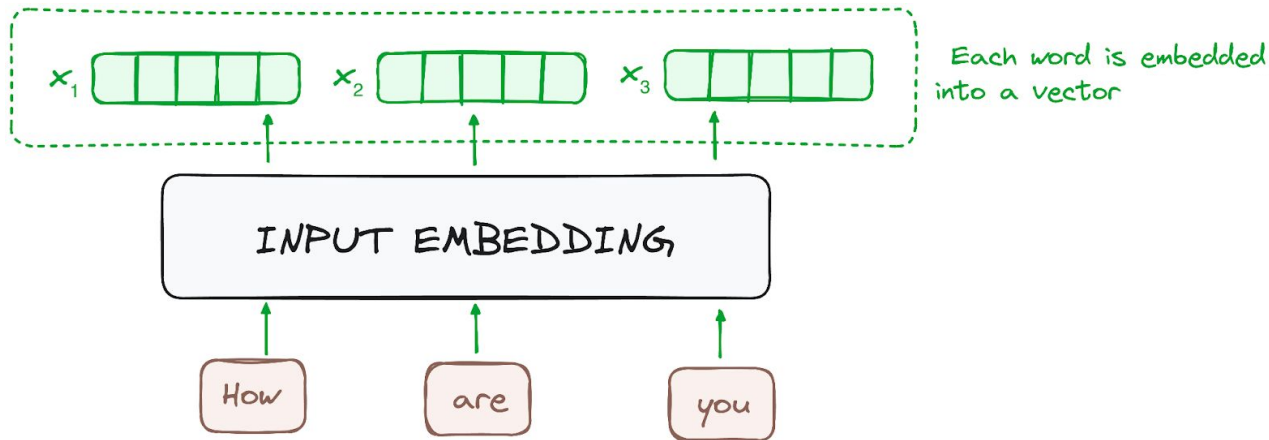 x₁
x₂
x₃
Each word is embedded
into a vector
INPUT EMBEDDING
How
are
you